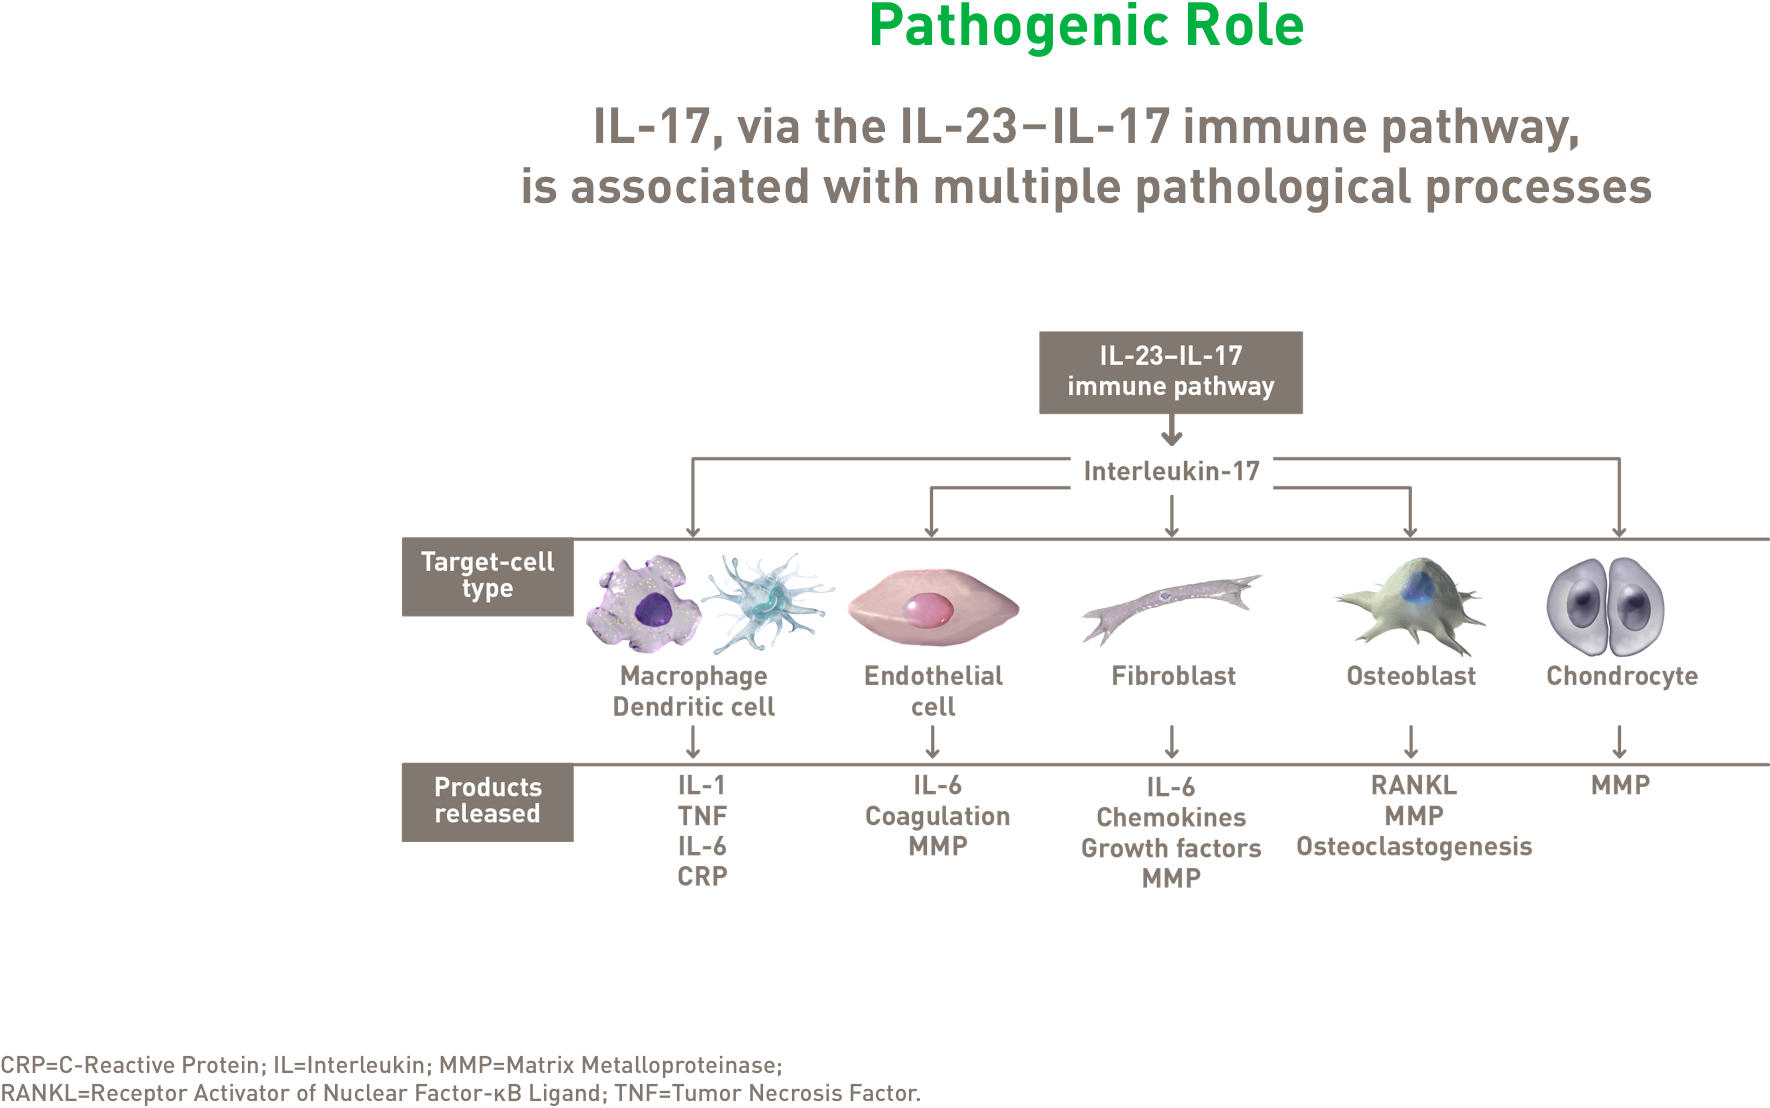 Pathogenic Role
IL-17, via the IL-23–IL-17 immune pathway,
is associated with multiple pathological processes
IL-23–IL-17
immune pathway
Interleukin-17
Target-cell
type
Macrophage
Dendritic cell
Endothelial
cell
Fibroblast
Osteoblast
Chondrocyte
Products
released
IL-1
TNF
IL-6
CRP
IL-6
Coagulation
MMP
IL-6
Chemokines
Growth factors
MMP
RANKL
MMP
Osteoclastogenesis
MMP
CRP=C-Reactive Protein; IL=Interleukin; MMP=Matrix Metalloproteinase;
RANKL=Receptor Activator of Nuclear Factor-κB Ligand; TNF=Tumor Necrosis Factor.